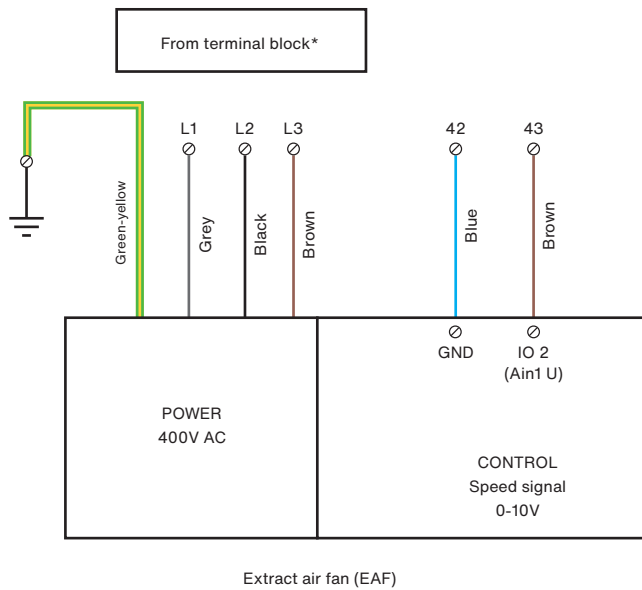 From terminal block*
L1 L2 L3 42 43
Green-yellow Grey Black Brown Blue Brown
GND IO 2
(Ain1 U)
POWER
400V AC
CONTROL
Speed signal
0-10V
Extract air fan (EAF)